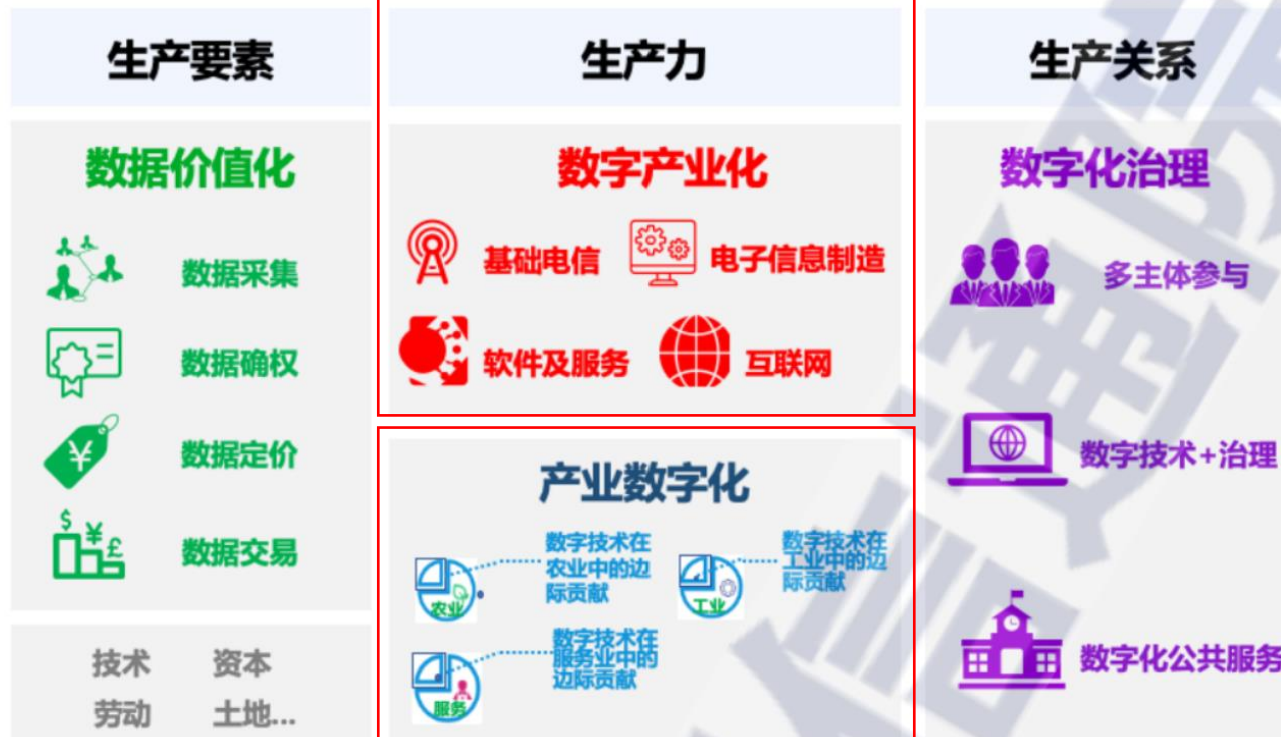 生产要素
数据价值化
数据采集
数据确权
¥
数据定价
$ ¥ £
数据交易
技术 资本
劳动 土地...
生产力
数字产业化
基础电信 电子信息制造
软件及服务 互联网
产业数字化
农业
数字技术在
农业中的边
际贡献
工业
数字技术在
工业中的边
际贡献
服务
数字技术在
服务业中的
边际贡献
生产关系
数字化治理
多主体参与
数字技术+治理
数字化公共服务
信通院